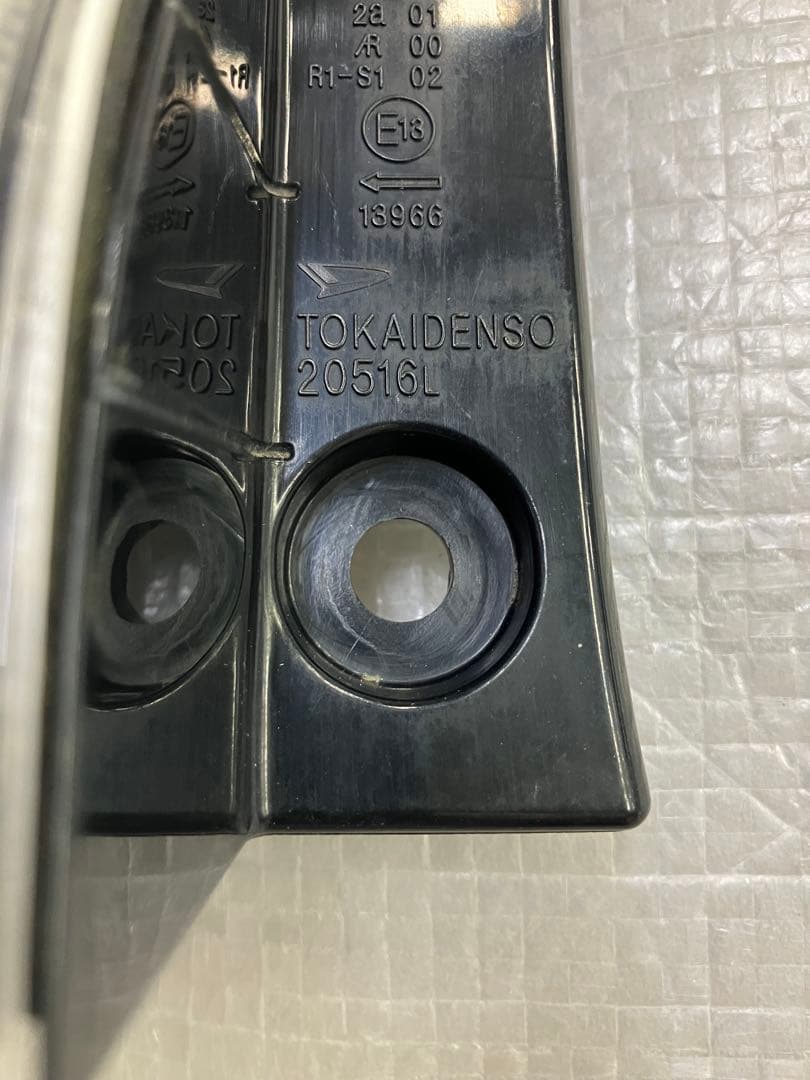 2a 01
AR 00
R1-S1 02
E13
13966
TOKAIDENSO
20516L